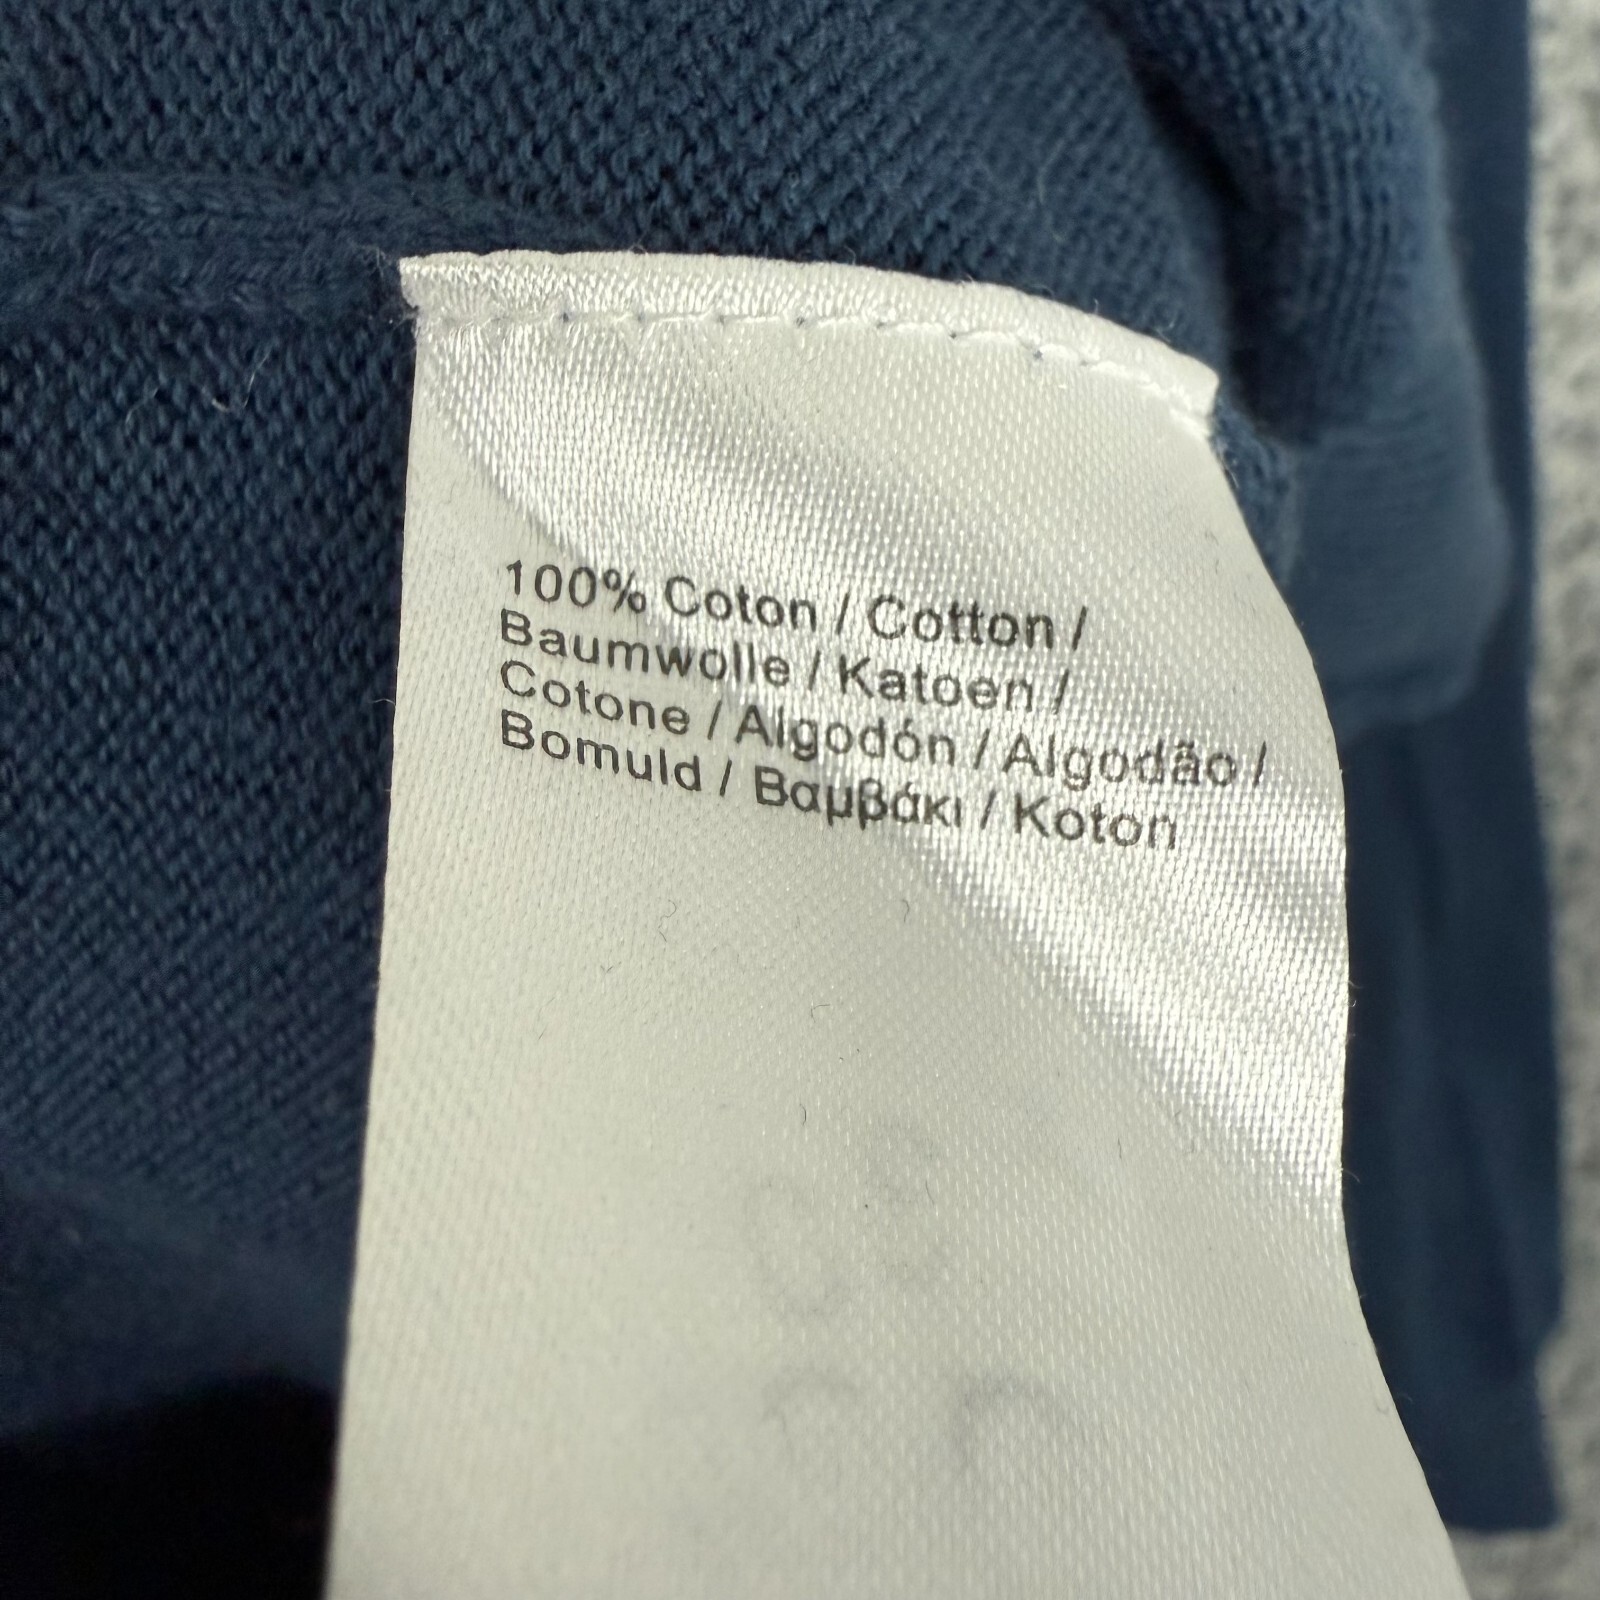 100% Coton / Cotton /
Baumwolle / Katoen /
Cotone / Algodón / Algodão /
Bomuld / Βαμβάκι / Koton